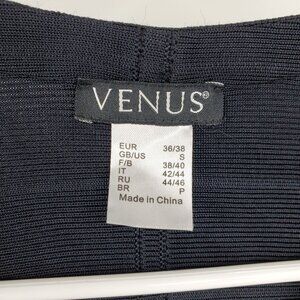 VENUS®
EUR 36/38
GB/US S
F/B 38/40
IT 42/44
RU 44/46
BR P
Made in China